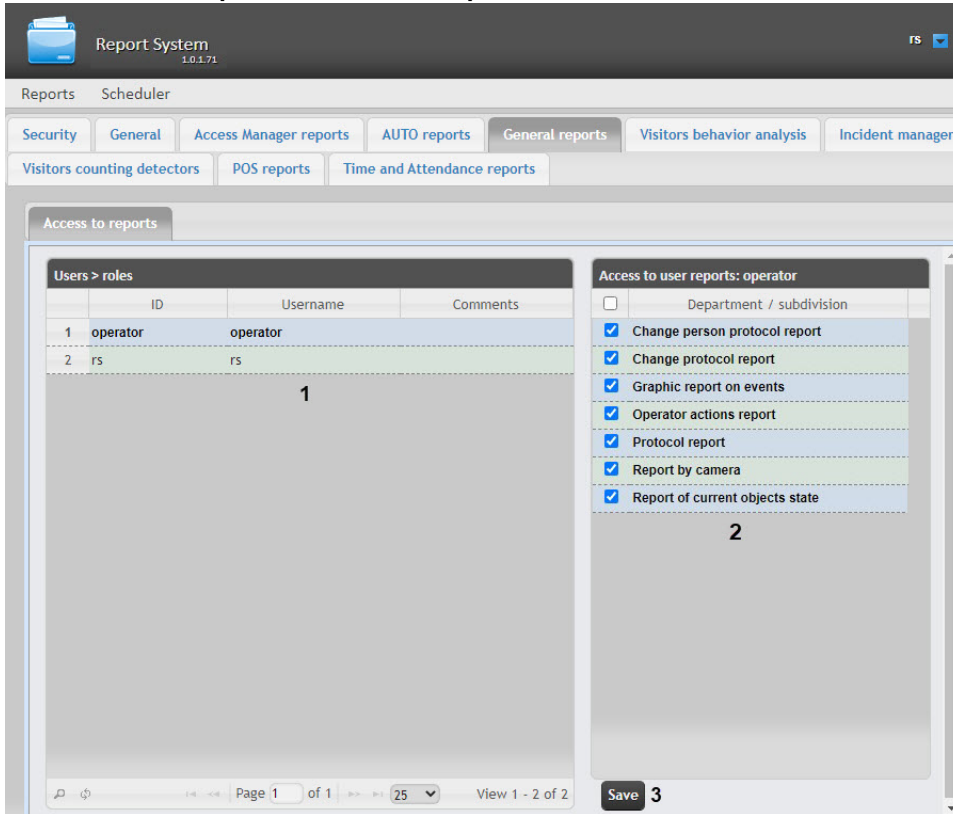 Report System
1.0.1.71
rs
Reports Scheduler
Security General Access Manager reports AUTO reports General reports Visitors behavior analysis Incident manager
Visitors counting detectors POS reports Time and Attendance reports
Access to reports
Users > roles
ID Username Comments
1 operator operator
2 rs rs
1
Page 1 of 1 25 View 1 - 2 of 2
Access to user reports: operator
Department / subdivision
Change person protocol report
Change protocol report
Graphic report on events
Operator actions report
Protocol report
Report by camera
Report of current objects state
2
Save 3